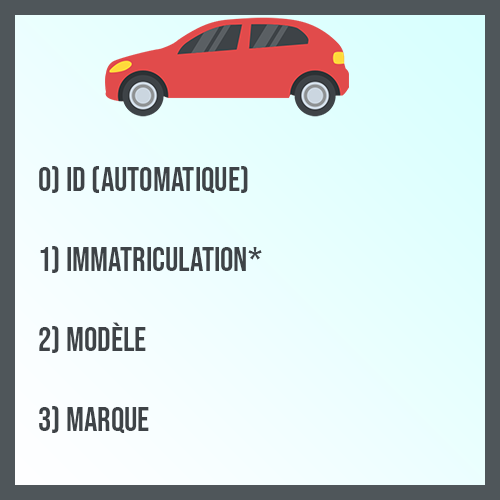 0) ID (AUTOMATIQUE)
1) IMMATRICULATION*
2) MODÈLE
3) MARQUE